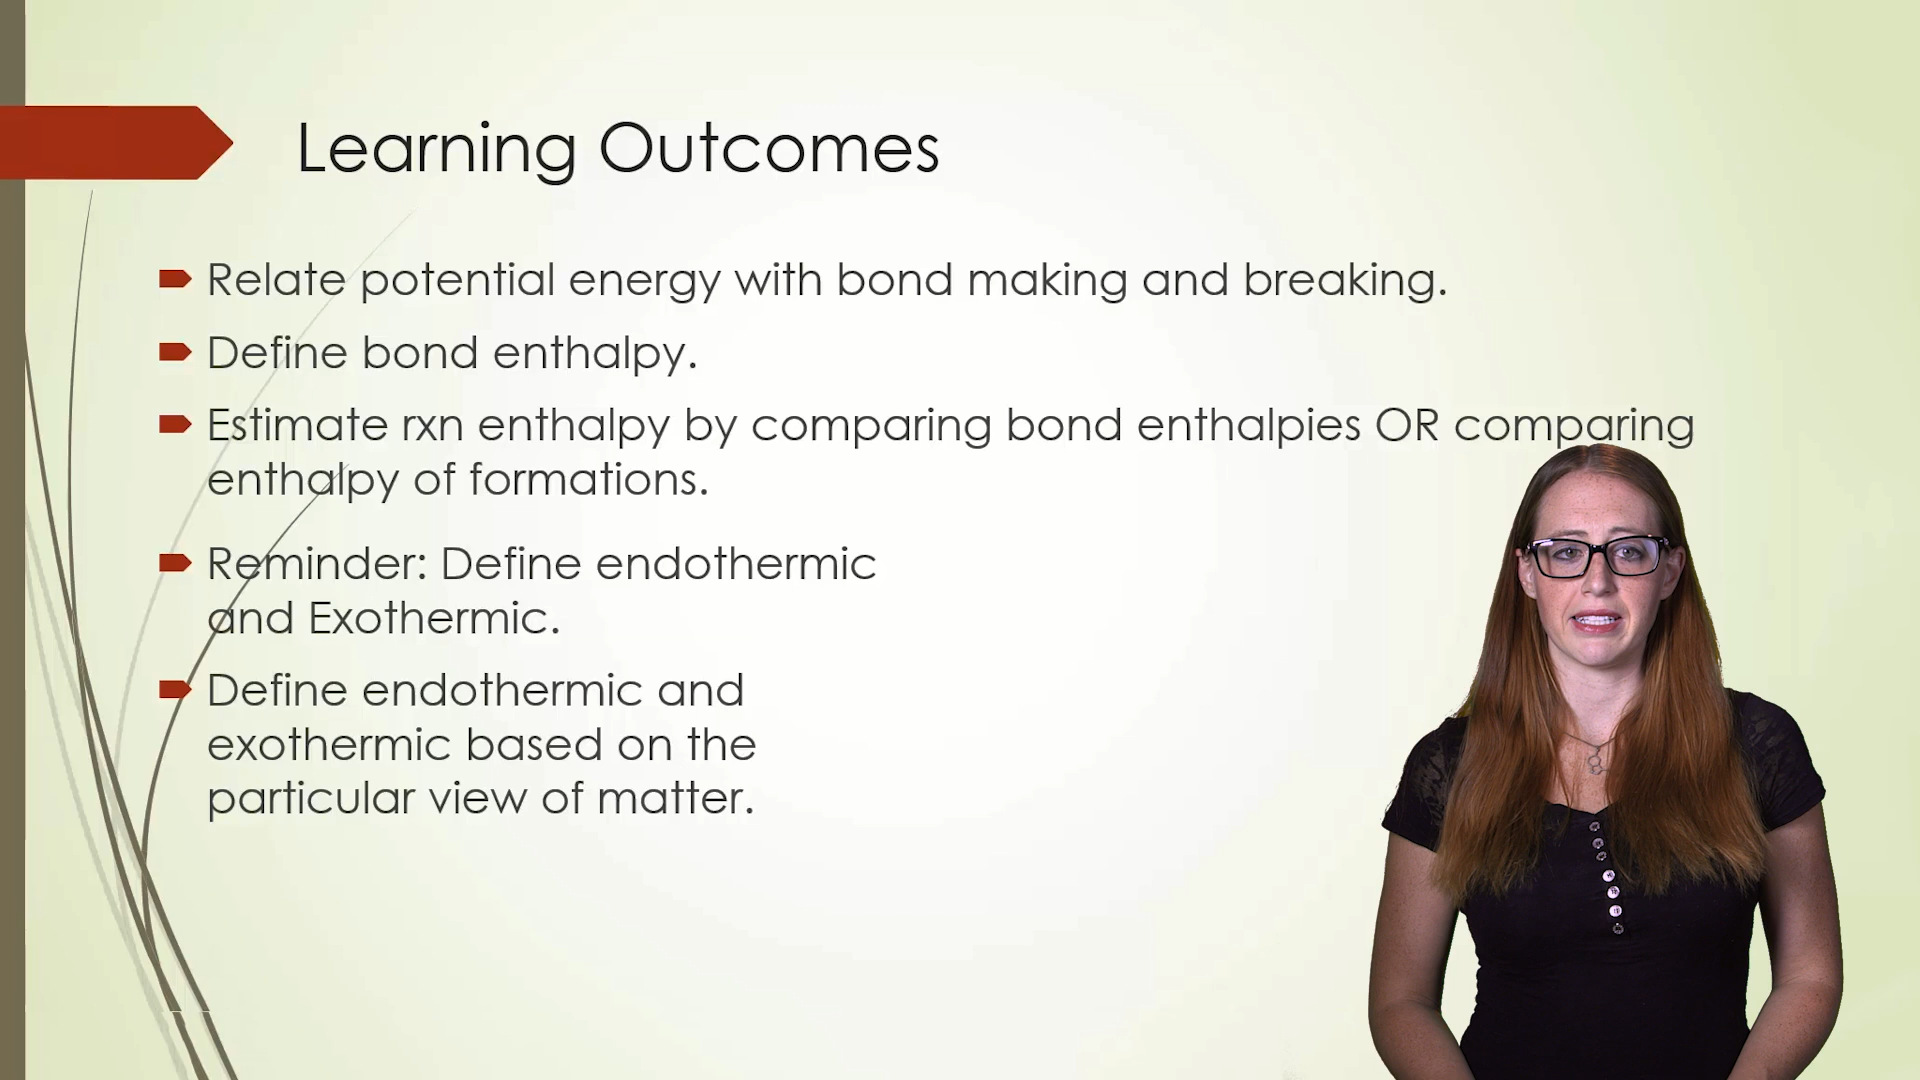 Learning Outcomes
Relate potential energy with bond making and breaking.
Define bond enthalpy.
Estimate rxn enthalpy by comparing bond enthalpies OR comparing
enthalpy of formations.
Reminder: Define endothermic
and Exothermic.
Define endothermic and
exothermic based on the
particular view of matter.